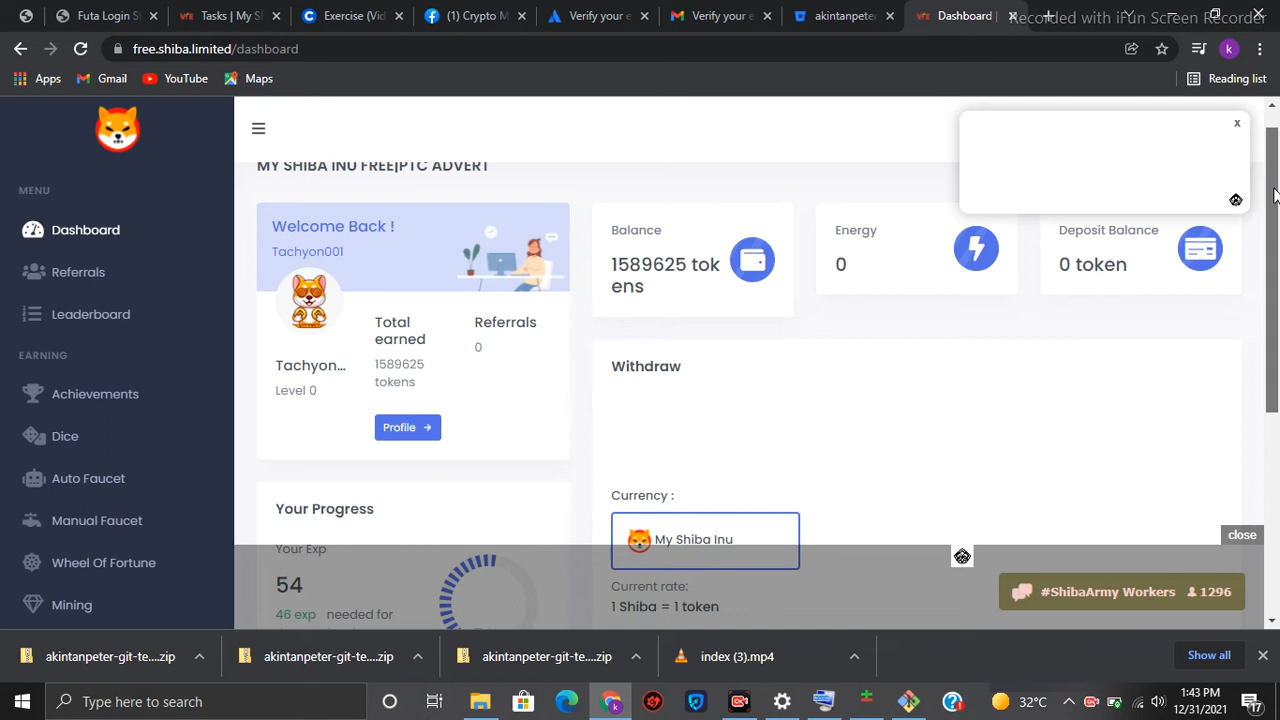 Futa Login St
Tasks | My Sh
Exercise (Vid
(1) Crypto M
Verify your e
Verify your e
akintanpeter
Dashboard
Recorded with iFun Screen Recorder
free.shiba.limited/dashboard
k
Apps
Gmail
YouTube
Maps
Reading list
MENU
Dashboard
Referrals
Leaderboard
EARNING
Achievements
Dice
Auto Faucet
Manual Faucet
Wheel Of Fortune
Mining
MY SHIBA INU FREE|PTC ADVERT
x
Welcome Back !
Tachyon001
Tachyon...
Level 0
Total
earned
1589625
tokens
Referrals
0
Profile →
Balance
1589625 tok
ens
Energy
0
Deposit Balance
0 token
Withdraw
Currency :
My Shiba Inu
Current rate:
1 Shiba = 1 token
Your Progress
Your Exp
54
46 exp needed for
close
#ShibaArmy Workers 1296
akintanpeter-git-te....zip
akintanpeter-git-te....zip
akintanpeter-git-te....zip
index (3).mp4
Show all
Type here to search
32°C
1:43 PM
12/31/2021
17